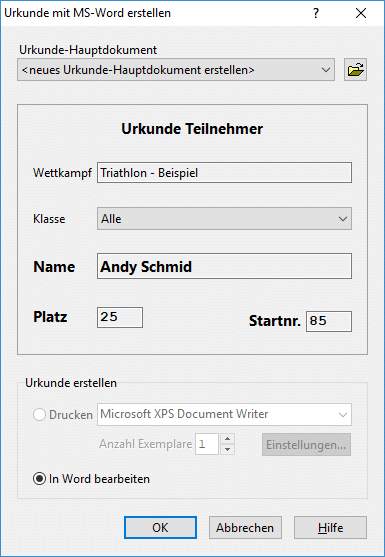 Urkunde mit MS-Word erstellen
Urkunde-Hauptdokument
<neues Urkunde-Hauptdokument erstellen>
Urkunde Teilnehmer
Wettkampf Triathlon - Beispiel
Klasse Alle
Name Andy Schmid
Platz 25 Startnr. 85
Urkunde erstellen
Drucken Microsoft XPS Document Writer
Anzahl Exemplare 1 Einstellungen...
In Word bearbeiten
OK Abbrechen Hilfe